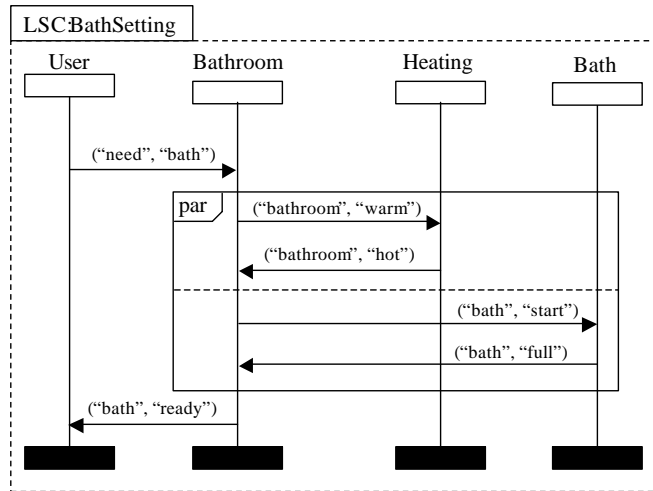 LSC:BathSetting
User
Bathroom
Heating
Bath
(“need”, “bath”)
par
(“bathroom”, “warm”)
(“bathroom”, “hot”)
(“bath”, “start”)
(“bath”, “full”)
(“bath”, “ready”)